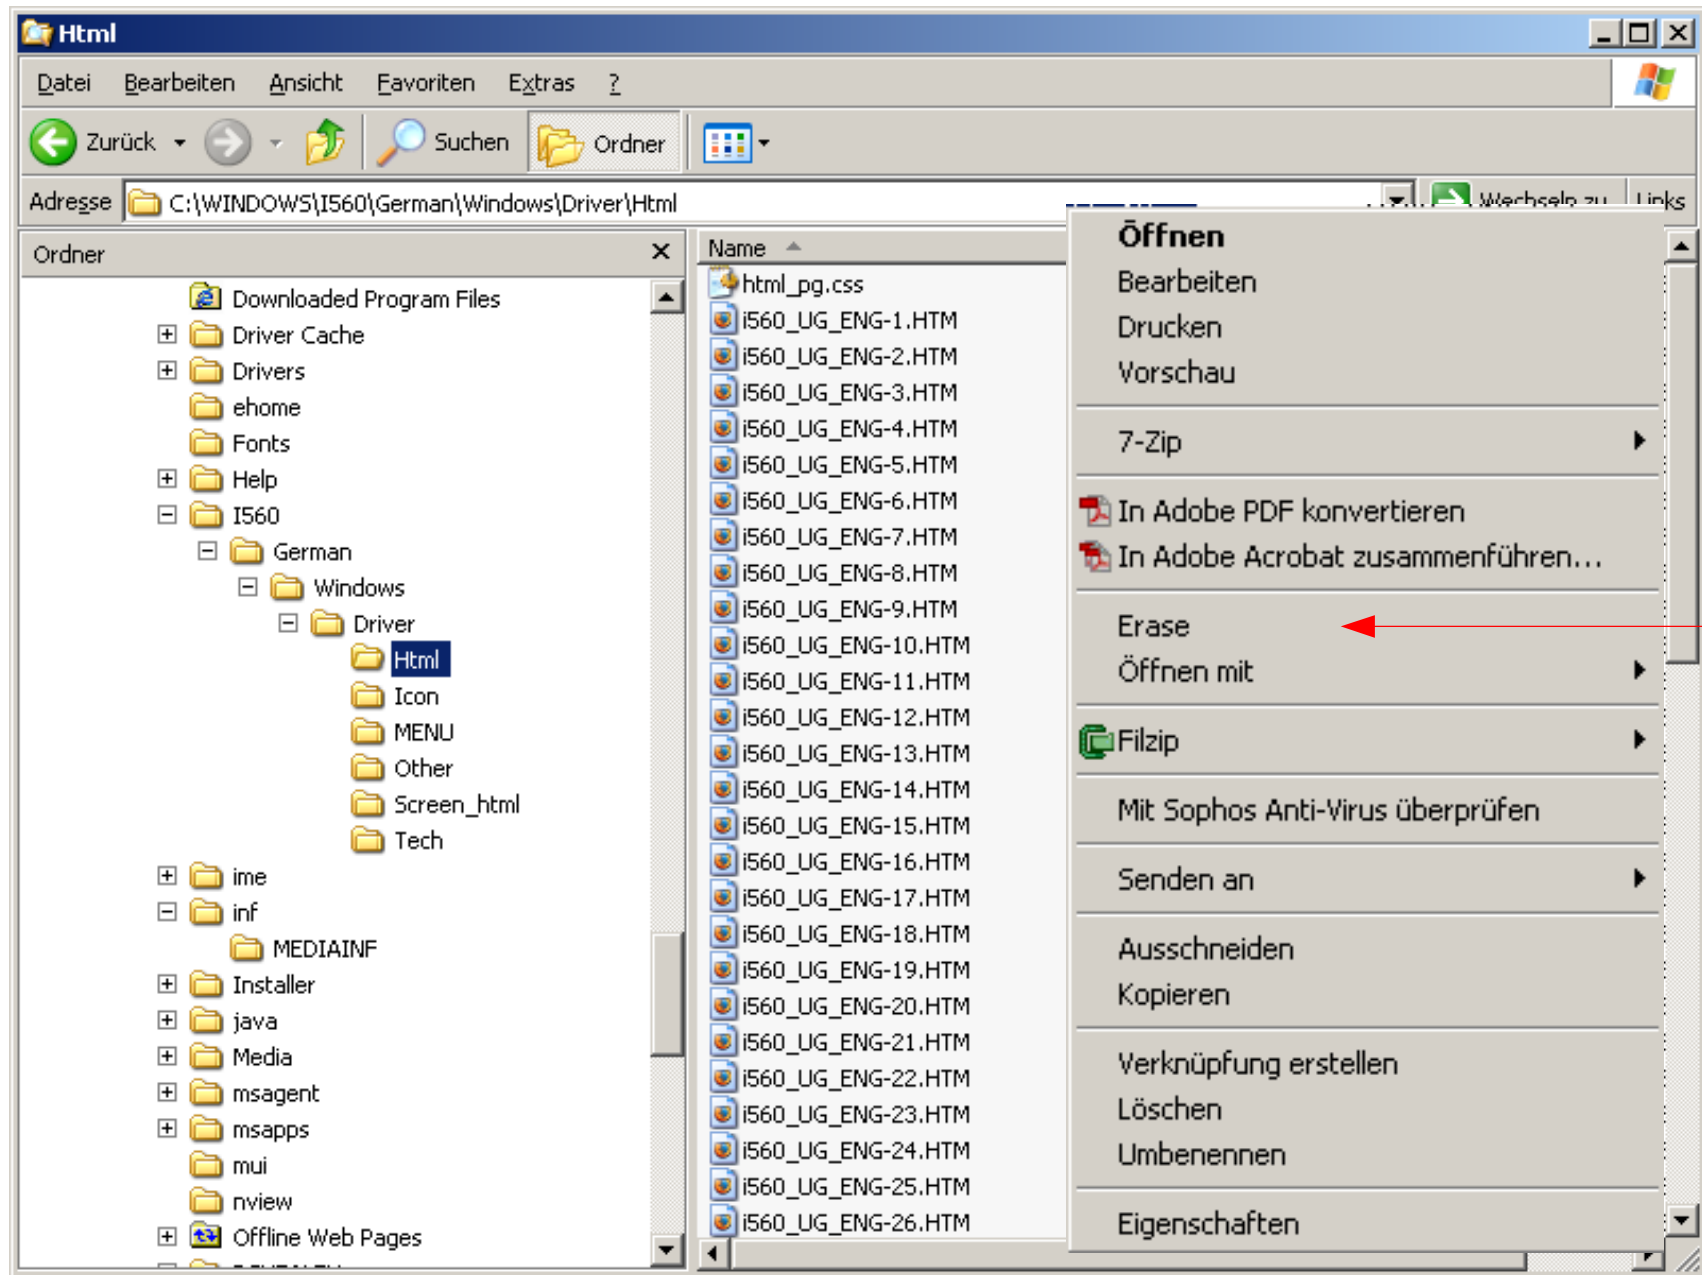 Html
Datei Bearbeiten Ansicht Favoriten Extras ?
Zurück Suchen Ordner
Adresse C:\WINDOWS\I560\German\Windows\Driver\Html Wechseln zu Links
Ordner
Downloaded Program Files
Driver Cache
Drivers
ehome
Fonts
Help
I560
German
Windows
Driver
Html
Icon
MENU
Other
Screen_html
Tech
ime
inf
MEDIAINF
Installer
java
Media
msagent
msapps
mui
nview
Offline Web Pages
Name
html_pg.css
i560_UG_ENG-1.HTM
i560_UG_ENG-2.HTM
i560_UG_ENG-3.HTM
i560_UG_ENG-4.HTM
i560_UG_ENG-5.HTM
i560_UG_ENG-6.HTM
i560_UG_ENG-7.HTM
i560_UG_ENG-8.HTM
i560_UG_ENG-9.HTM
i560_UG_ENG-10.HTM
i560_UG_ENG-11.HTM
i560_UG_ENG-12.HTM
i560_UG_ENG-13.HTM
i560_UG_ENG-14.HTM
i560_UG_ENG-15.HTM
i560_UG_ENG-16.HTM
i560_UG_ENG-17.HTM
i560_UG_ENG-18.HTM
i560_UG_ENG-19.HTM
i560_UG_ENG-20.HTM
i560_UG_ENG-21.HTM
i560_UG_ENG-22.HTM
i560_UG_ENG-23.HTM
i560_UG_ENG-24.HTM
i560_UG_ENG-25.HTM
i560_UG_ENG-26.HTM
Öffnen
Bearbeiten
Drucken
Vorschau
7-Zip
In Adobe PDF konvertieren
In Adobe Acrobat zusammenführen...
Erase
Öffnen mit
Filzip
Mit Sophos Anti-Virus überprüfen
Senden an
Ausschneiden
Kopieren
Verknüpfung erstellen
Löschen
Umbenennen
Eigenschaften